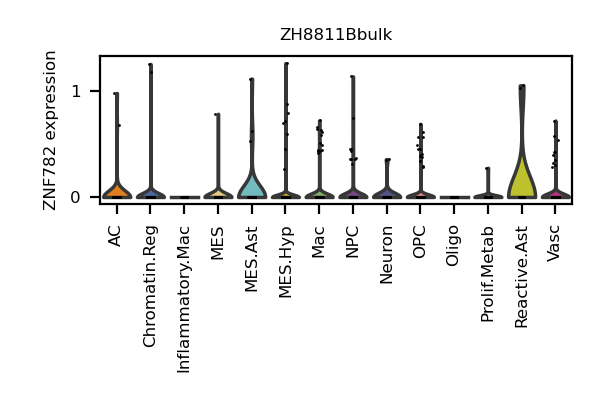 ZH8811Bbulk
ZNF782 expression
1
0
AC
Chromatin.Reg
Inflammatory.Mac
MES
MES.Ast
MES.Hyp
Mac
NPC
Neuron
OPC
Oligo
Prolif.Metab
Reactive.Ast
Vasc